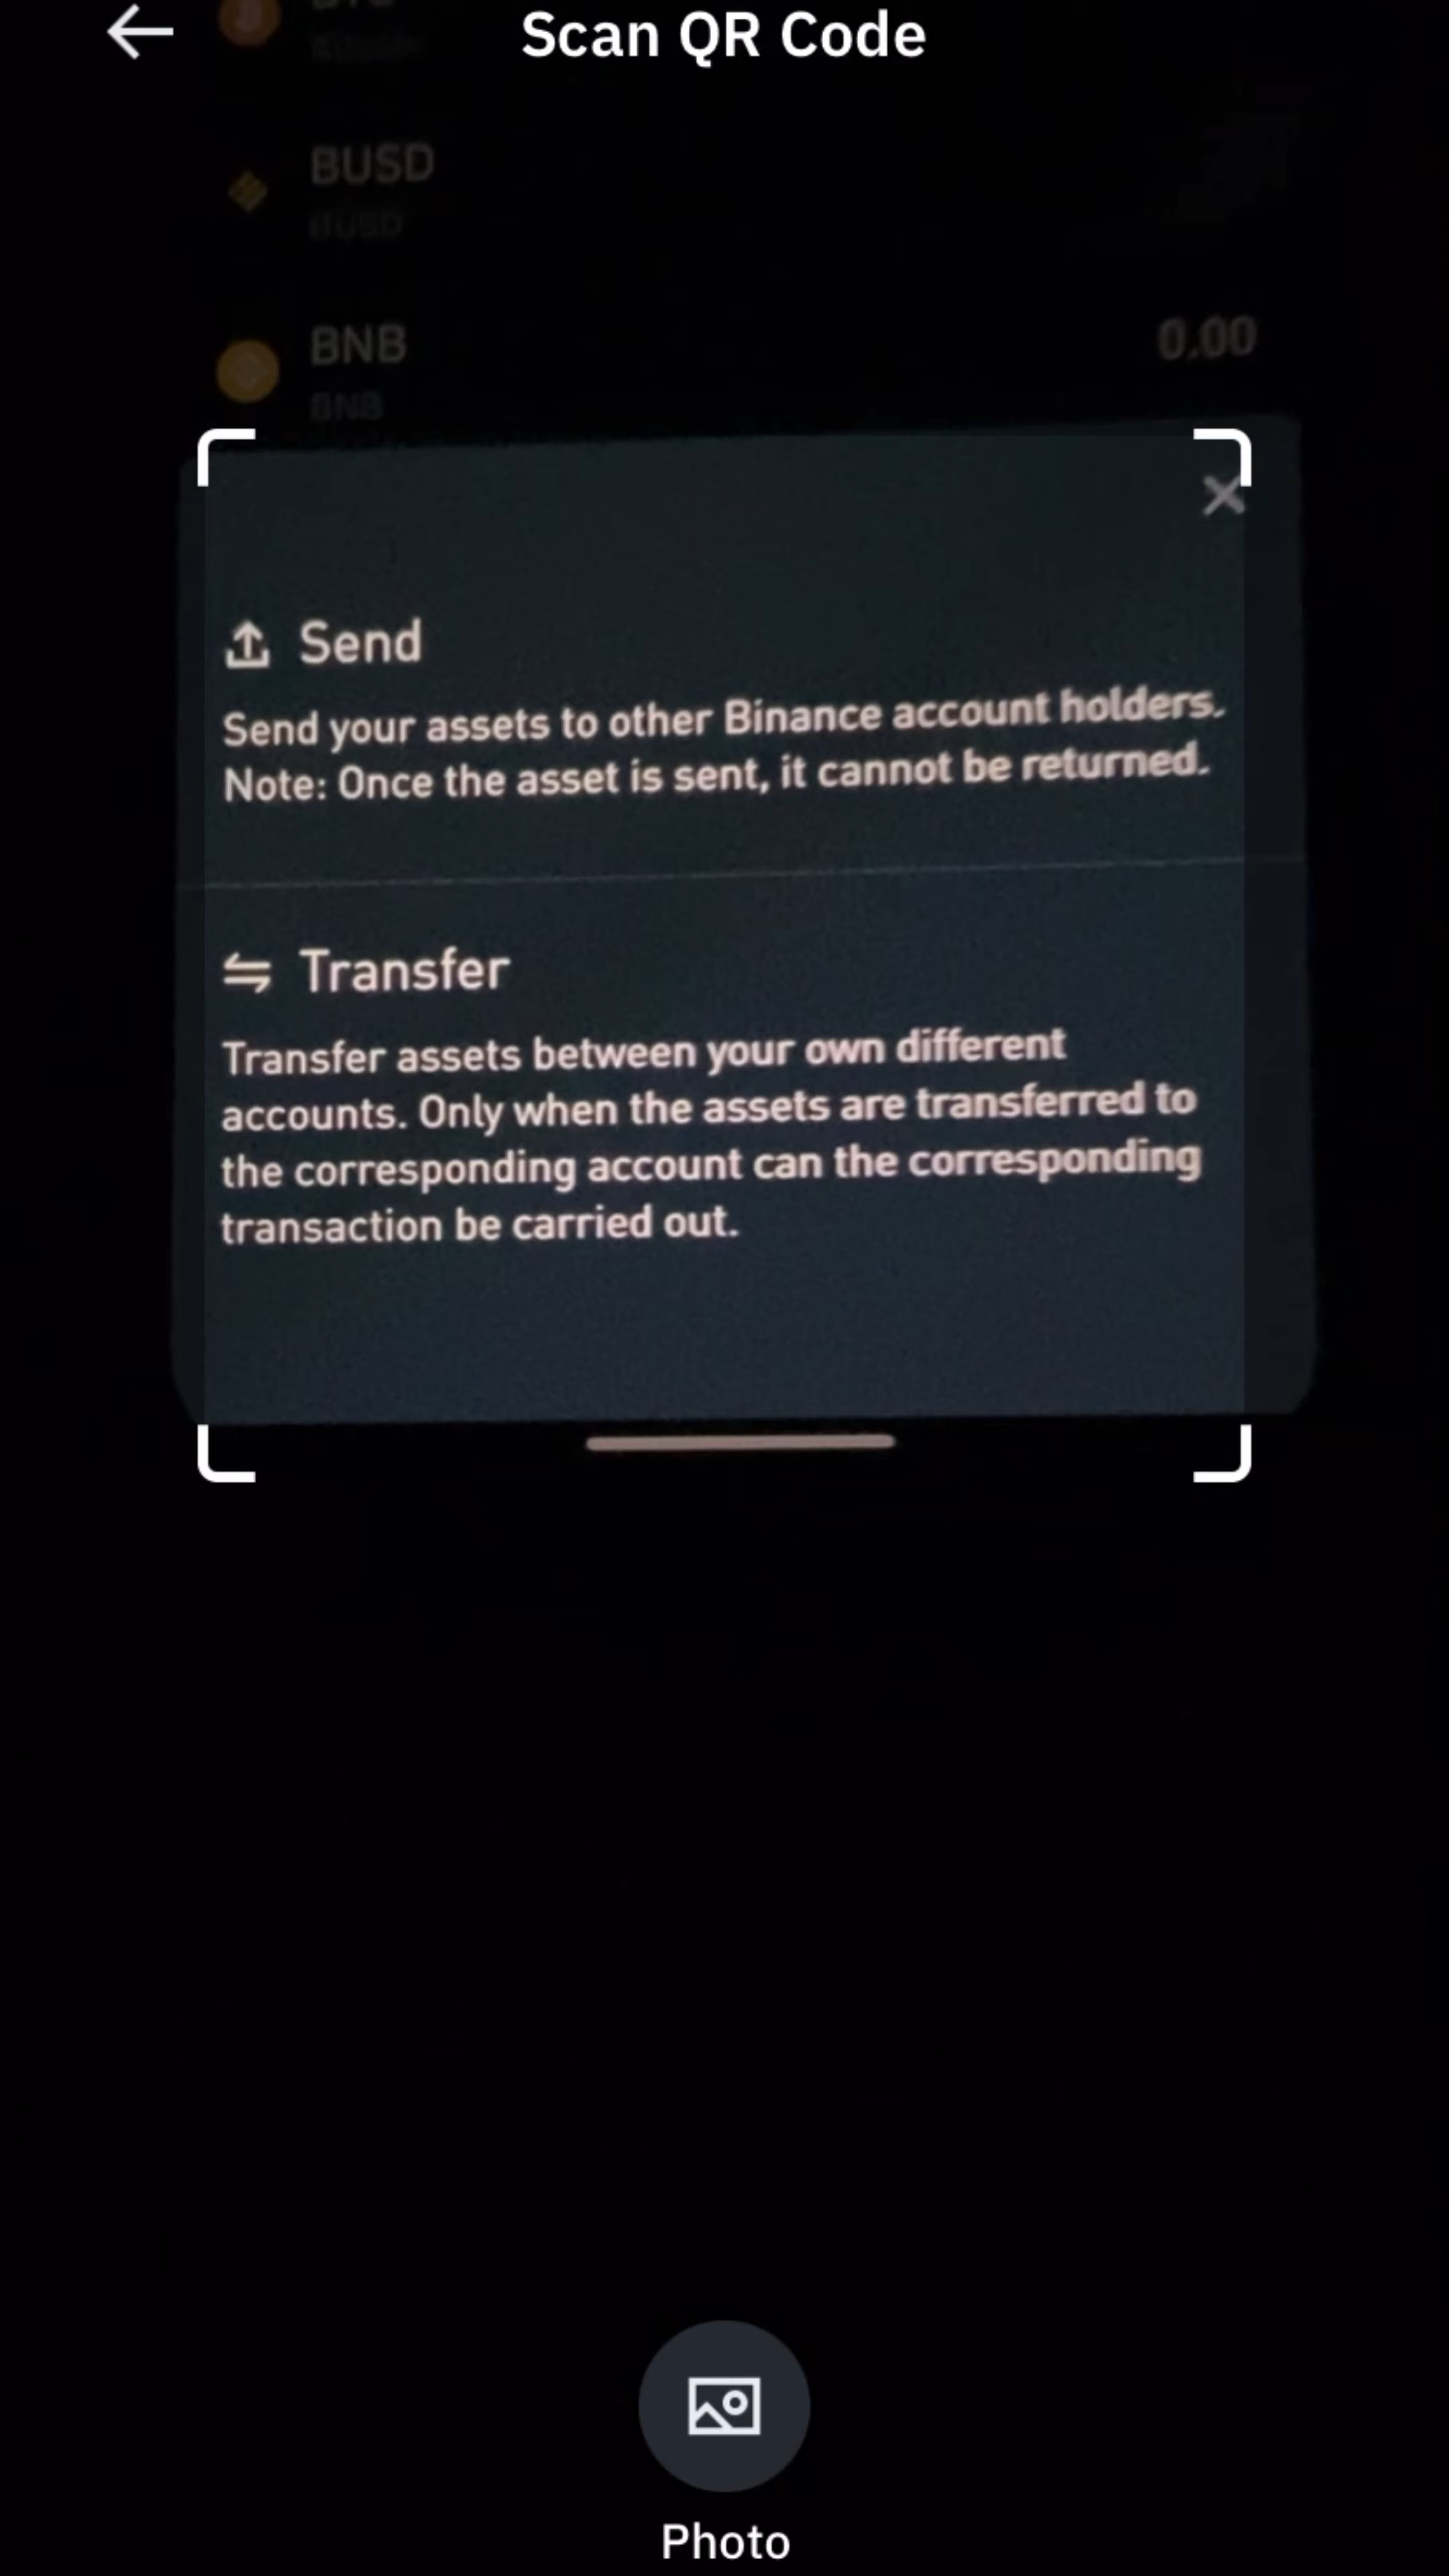 Scan QR Code
BUSD
BUSD
BNB
0.00
BNB
Send
Send your assets to other Binance account holders.
Note: Once the asset is sent, it cannot be returned.
Transfer
Transfer assets between your own different
accounts. Only when the assets are transferred to
the corresponding account can the corresponding
transaction be carried out.
Photo